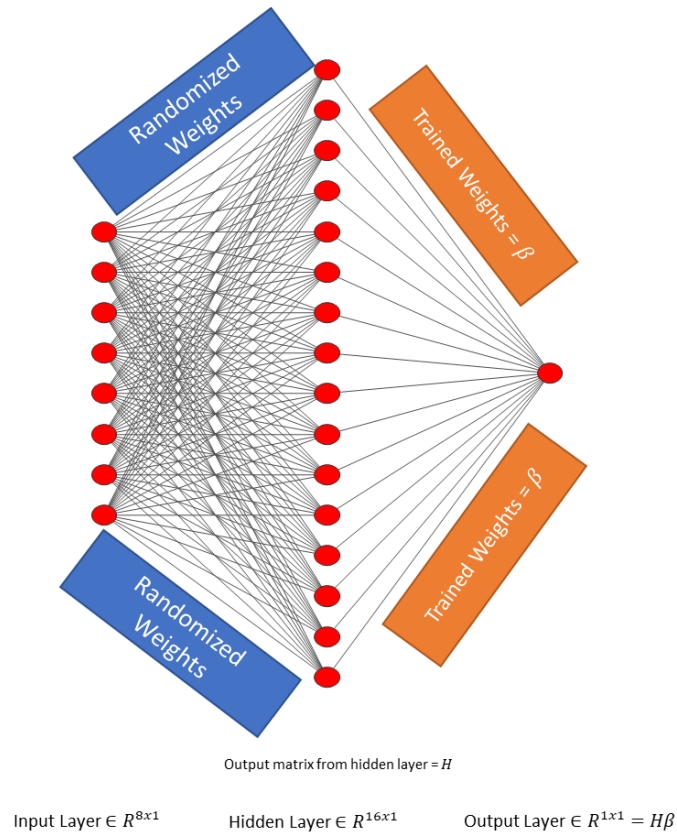 Randomized
Weights
Trained Weights = β
Trained Weights = β
Randomized
Weights
Output matrix from hidden layer = H
Input Layer ∈ R^{8x1}
Hidden Layer ∈ R^{16x1}
Output Layer ∈ R^{1x1} = Hβ